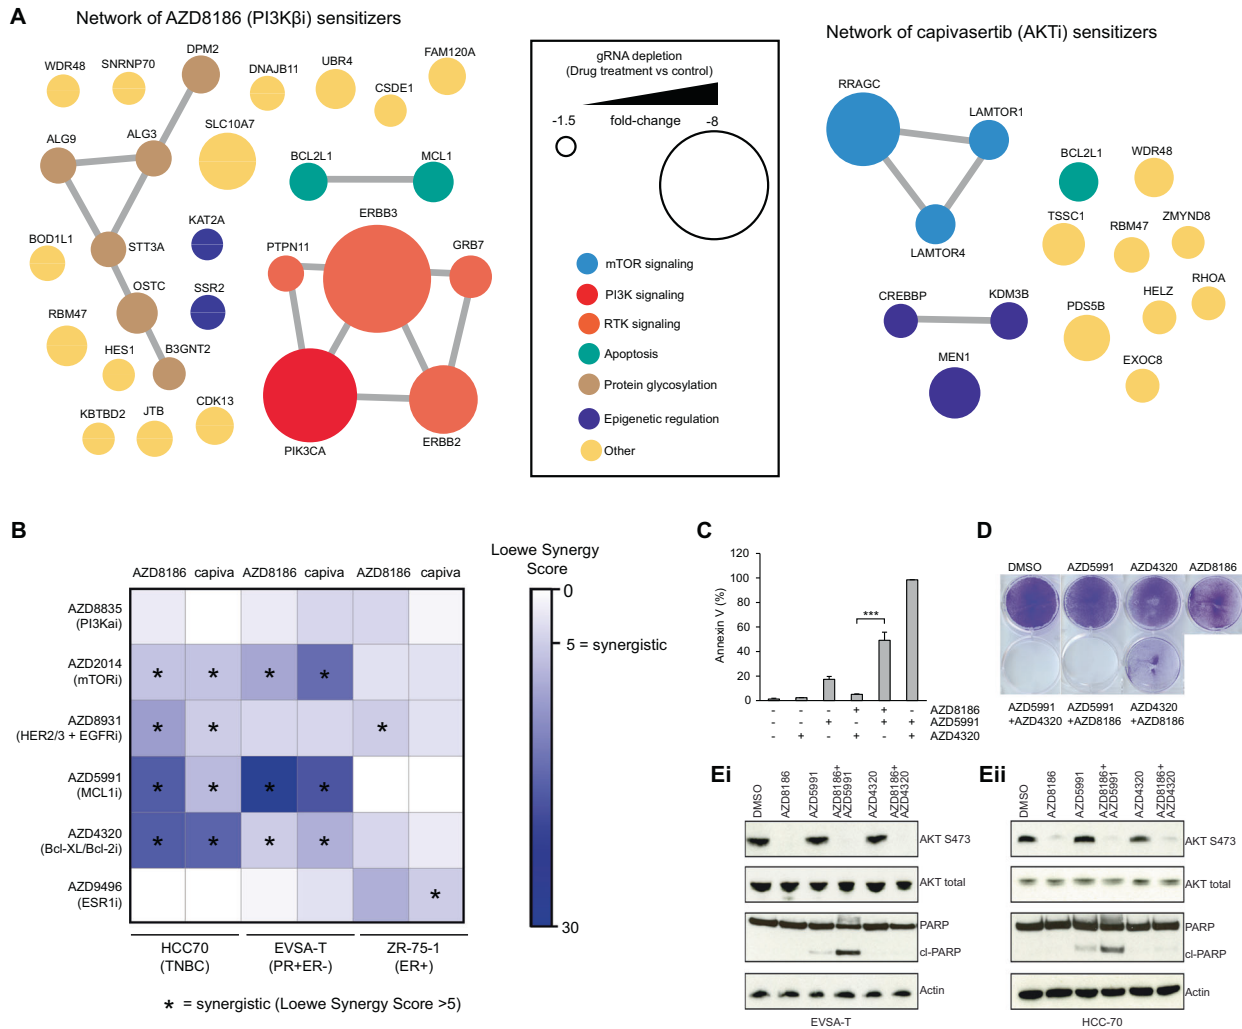 A
Network of AZD8186 (PI3Kβi) sensitizers
DPM2
WDR48
SNRNP70
DNAJB11
UBR4
FAM120A
CSDE1
ALG9
ALG3
SLC10A7
BCL2L1
MCL1
KAT2A
ERBB3
PTPN11
GRB7
BOD1L1
STT3A
OSTC
SSR2
RBM47
HES1
B3GNT2
KBTBD2
JTB
CDK13
PIK3CA
ERBB2
gRNA depletion
(Drug treatment vs control)
-1.5
fold-change
-8
mTOR signaling
PI3K signaling
RTK signaling
Apoptosis
Protein glycosylation
Epigenetic regulation
Other
Network of capivasertib (AKTi) sensitizers
RRAGC
LAMTOR1
LAMTOR4
BCL2L1
WDR48
TSSC1
RBM47
ZMYND8
CREBBP
KDM3B
PDS5B
HELZ
RHOA
MEN1
EXOC8
B
AZD8186 capiva AZD8186 capiva AZD8186 capiva
AZD8835
(PI3Kai)
AZD2014
(mTORi)
* * * *
AZD8931
(HER2/3 + EGFRi)
* * *
AZD5991
(MCL1i)
* * * *
AZD4320
(Bcl-XL/Bcl-2i)
* * * *
AZD9496
(ESR1i)
*
HCC70
(TNBC)
EVSA-T
(PR+ER-)
ZR-75-1
(ER+)
* = synergistic (Loewe Synergy Score >5)
Loewe Synergy
Score
0
5 = synergistic
30
C
Annexin V (%)
120
100
80
60
40
20
0
***
- - - + + - AZD8186
- - + - + + AZD5991
- + - + - + AZD4320
D
DMSO
AZD5991
AZD4320
AZD8186
AZD5991
+AZD4320
AZD5991
+AZD8186
AZD4320
+AZD8186
Ei
DMSO
AZD8186
AZD5991
AZD8186+
AZD5991
AZD4320
AZD8186+
AZD4320
AKT S473
AKT total
PARP
cl-PARP
Actin
EVSA-T
Eii
DMSO
AZD8186
AZD5991
AZD8186+
AZD5991
AZD4320
AZD8186+
AZD4320
AKT S473
AKT total
PARP
cl-PARP
Actin
HCC-70